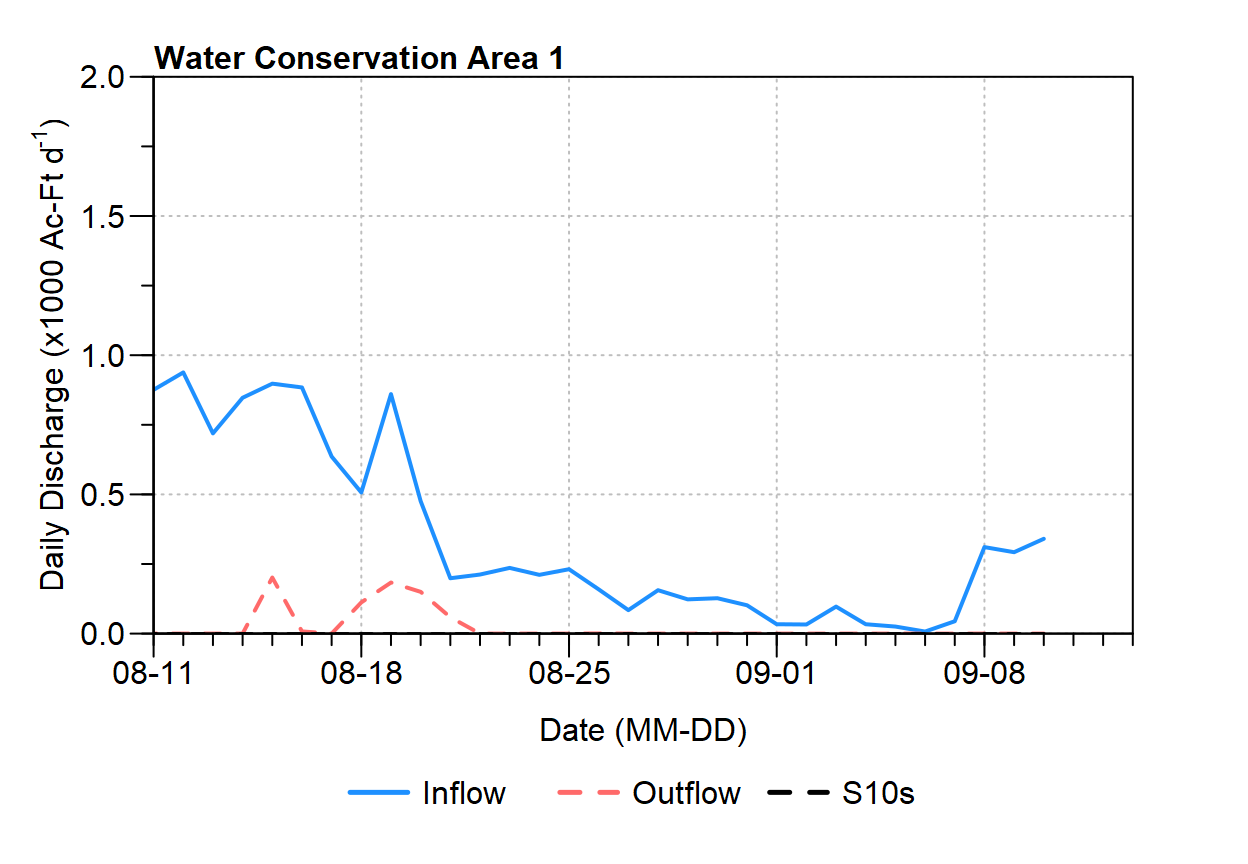 Water Conservation Area 1
Daily Discharge (x1000 Ac-Ft d-1)
2.0
1.5
1.0
0.5
0.0
08-11 08-18 08-25 09-01 09-08
Date (MM-DD)
Inflow Outflow S10s